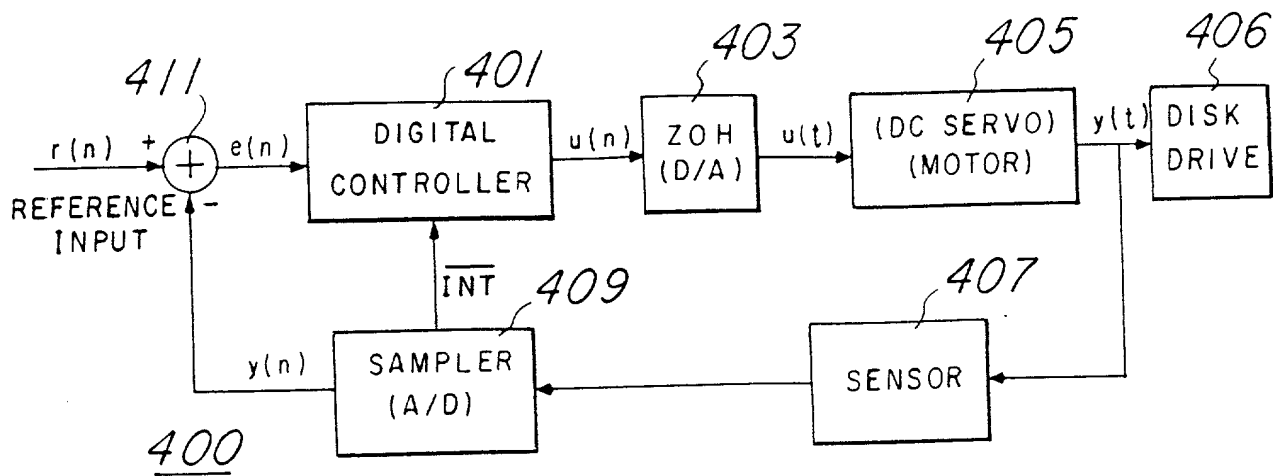 411
401
403
405
406
r(n)
+
+
e(n)
DIGITAL
CONTROLLER
u(n)
ZOH
(D/A)
u(t)
(DC SERVO)
(MOTOR)
y(t)
DISK
DRIVE
REFERENCE
INPUT
-
INT
409
407
y(n)
SAMPLER
(A/D)
SENSOR
400